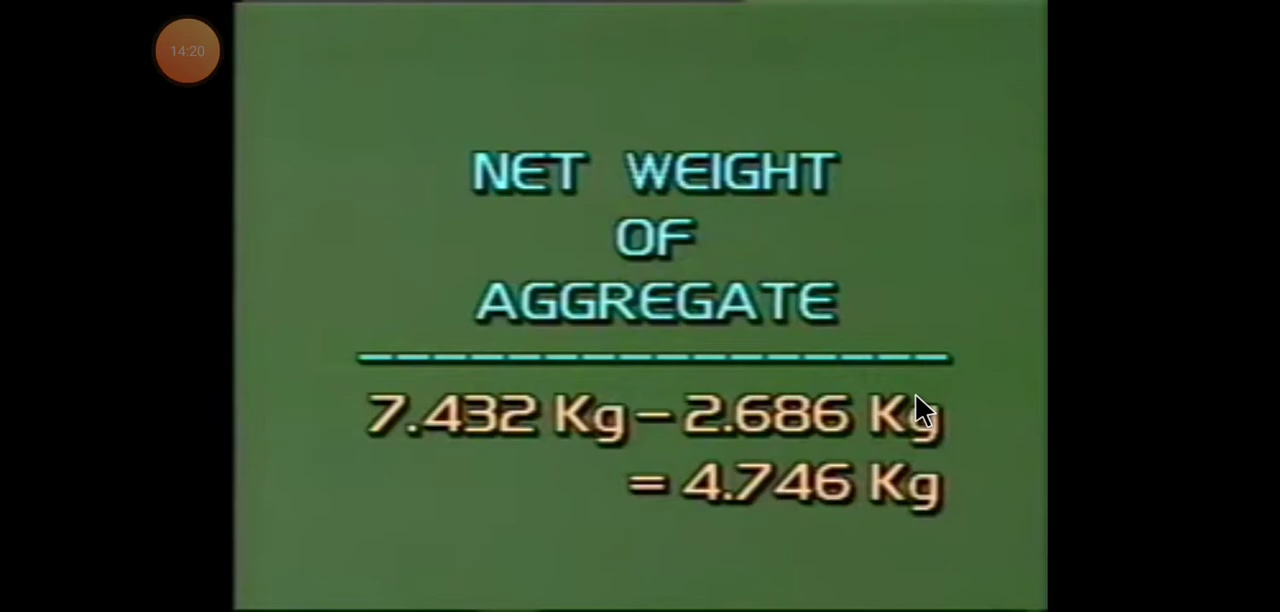 14:20
NET WEIGHT
OF
AGGREGATE
----------------
7.432 Kg – 2.686 Kg
= 4.746 Kg